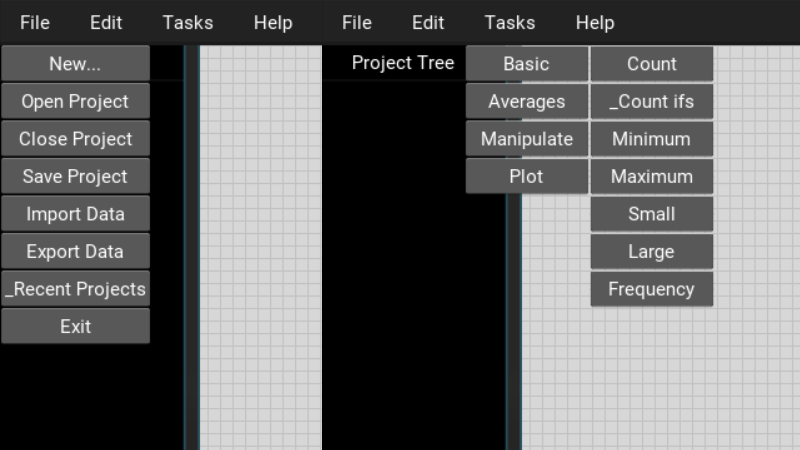 File Edit Tasks Help
New...
Open Project
Close Project
Save Project
Import Data
Export Data
_Recent Projects
Exit
File Edit Tasks Help
Project Tree
Basic
Averages
Manipulate
Plot
Count
_Count ifs
Minimum
Maximum
Small
Large
Frequency